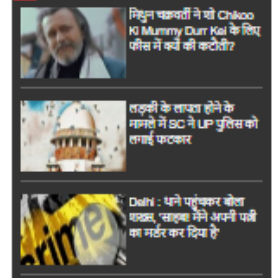 मिथुन चक्रवर्ती ने शो Chikoo
Ki Mummy Durr Kei के लिए
फीस में क्यों की कटौती?
लड़की के लापता होने के
मामले में SC ने UP पुलिस को
लगाई फटकार
Delhi : थाने पहुंचकर बोला
शख्स, 'साहब! मैंने अपनी पत्नी
का मर्डर कर दिया है'